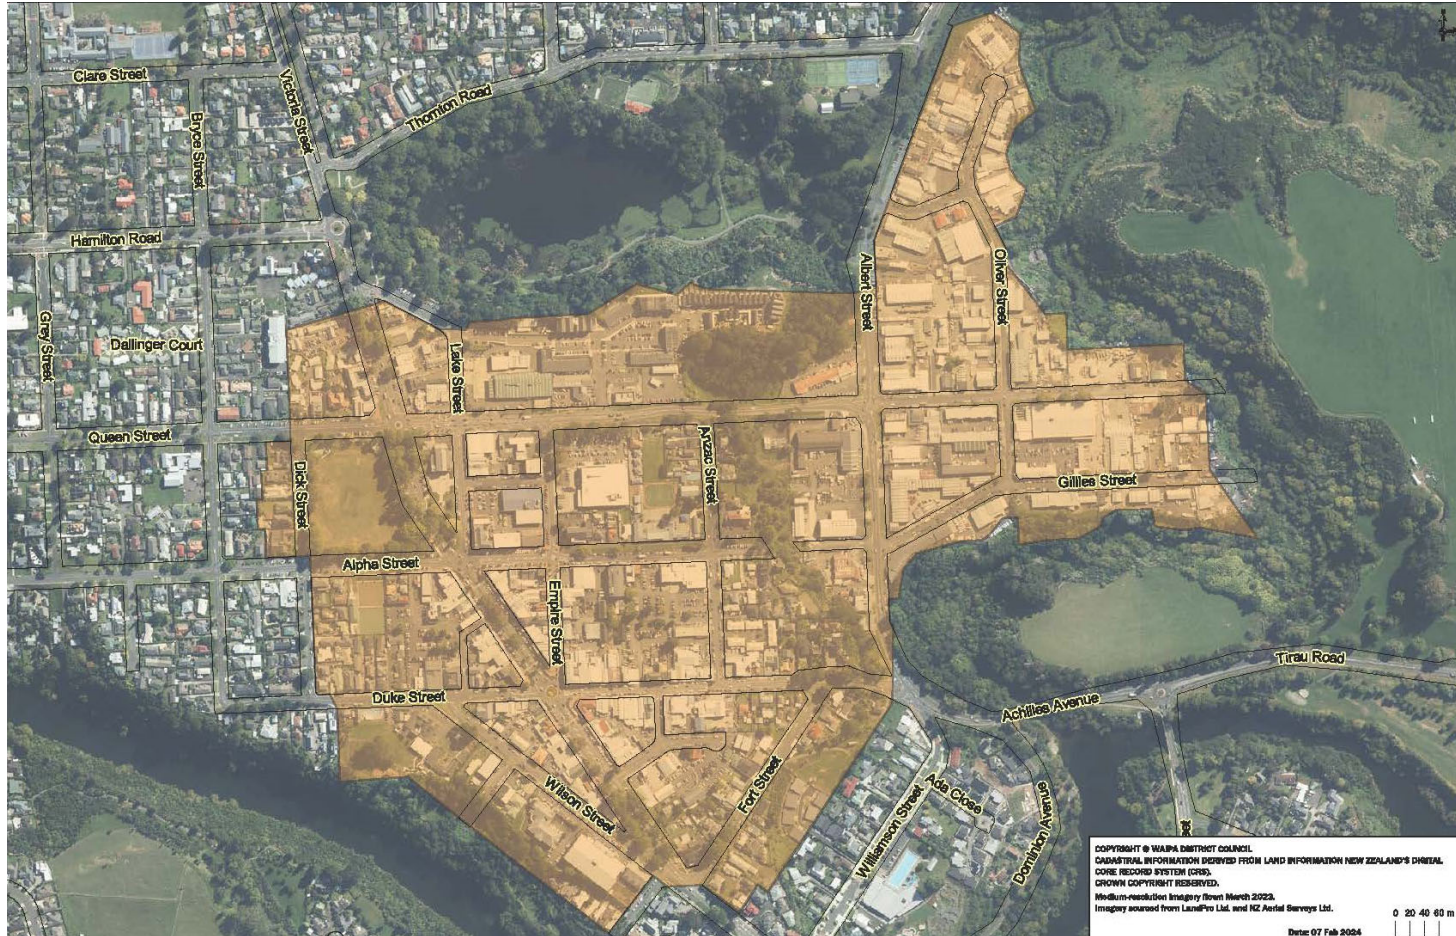 Clare Street
Victoria Street
Thornton Road
Bryce Street
Hamilton Road
Albert Street
Oliver Street
Grey Street
Dallinger Court
Lake Street
Queen Street
Anzac Street
Dick Street
Gillies Street
Alpha Street
Empire Street
Tirau Road
Duke Street
Achilles Avenue
Wilson Street
Fort Street
Ada Close
Williamson Street
Dominion Avenue
COPYRIGHT © WAIPA DISTRICT COUNCIL
CADASTRAL INFORMATION DERIVED FROM LAND INFORMATION NEW ZEALAND'S DIGITAL
CORE RECORD SYSTEM (CRS).
CROWN COPYRIGHT RESERVED.
Medium-resolution imagery flown March 2023.
Imagery sourced from LandPro Ltd. and NZ Aerial Surveys Ltd.
0 20 40 60 m
Date: 07 Feb 2024